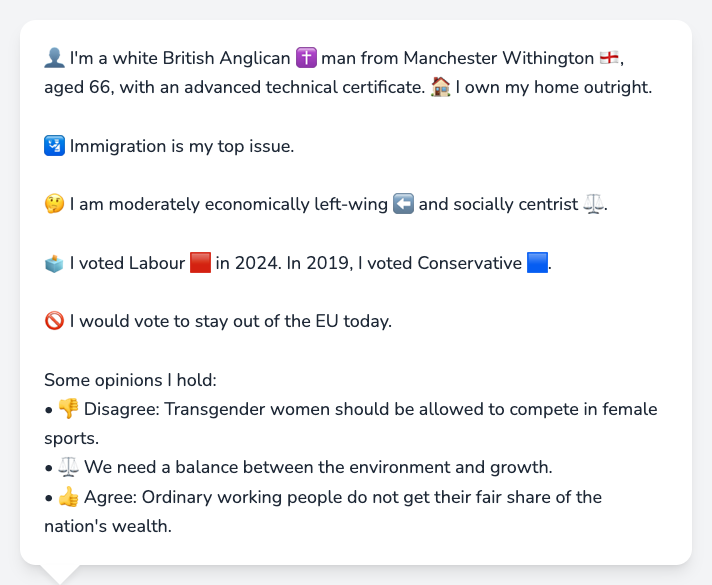 👤 I'm a white British Anglican ✝️ man from Manchester Withington 🏴󠁧󠁢󠁥󠁮󠁧󠁿,
aged 66, with an advanced technical certificate. 🏠 I own my home outright.
🛂 Immigration is my top issue.
🤔 I am moderately economically left-wing ⬅️ and socially centrist ⚖️.
🗳️ I voted Labour 🟥 in 2024. In 2019, I voted Conservative 🟦.
🚫 I would vote to stay out of the EU today.
Some opinions I hold:
• 👎 Disagree: Transgender women should be allowed to compete in female
sports.
• ⚖️ We need a balance between the environment and growth.
• 👍 Agree: Ordinary working people do not get their fair share of the
nation's wealth.